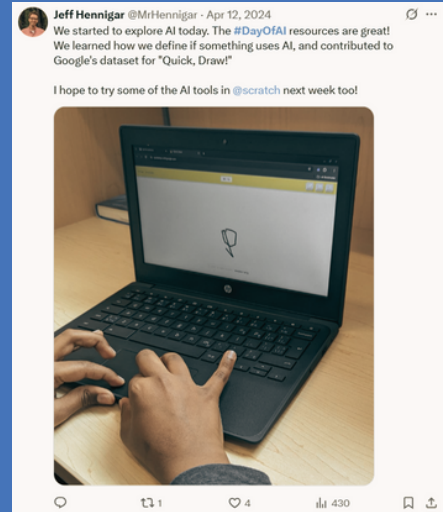 Jeff Hennigar @MrHennigar · Apr 12, 2024
We started to explore AI today. The #DayOfAI resources are great!
We learned how we define if something uses AI, and contributed to
Google's dataset for "Quick, Draw!"
I hope to try some of the AI tools in @scratch next week too!
hp
1 4 430